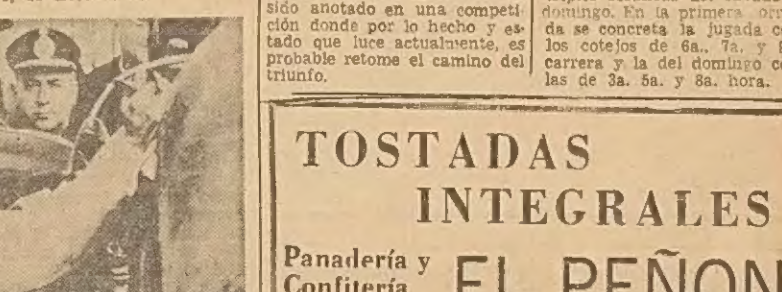 sido anotado en una competi-
ción donde por lo hecho y es-
tado que luce actualmente, es
probable retome el camino del
triunfo.
domingo. En la primera
da se concreta la jugada
los cotejos de 6a., 7a. y
carrera y la del domingo
las de 3a. 5a. y 8a. hora.
TOSTADAS
INTEGRALES
Panadería y
Confitería
EL PEÑON